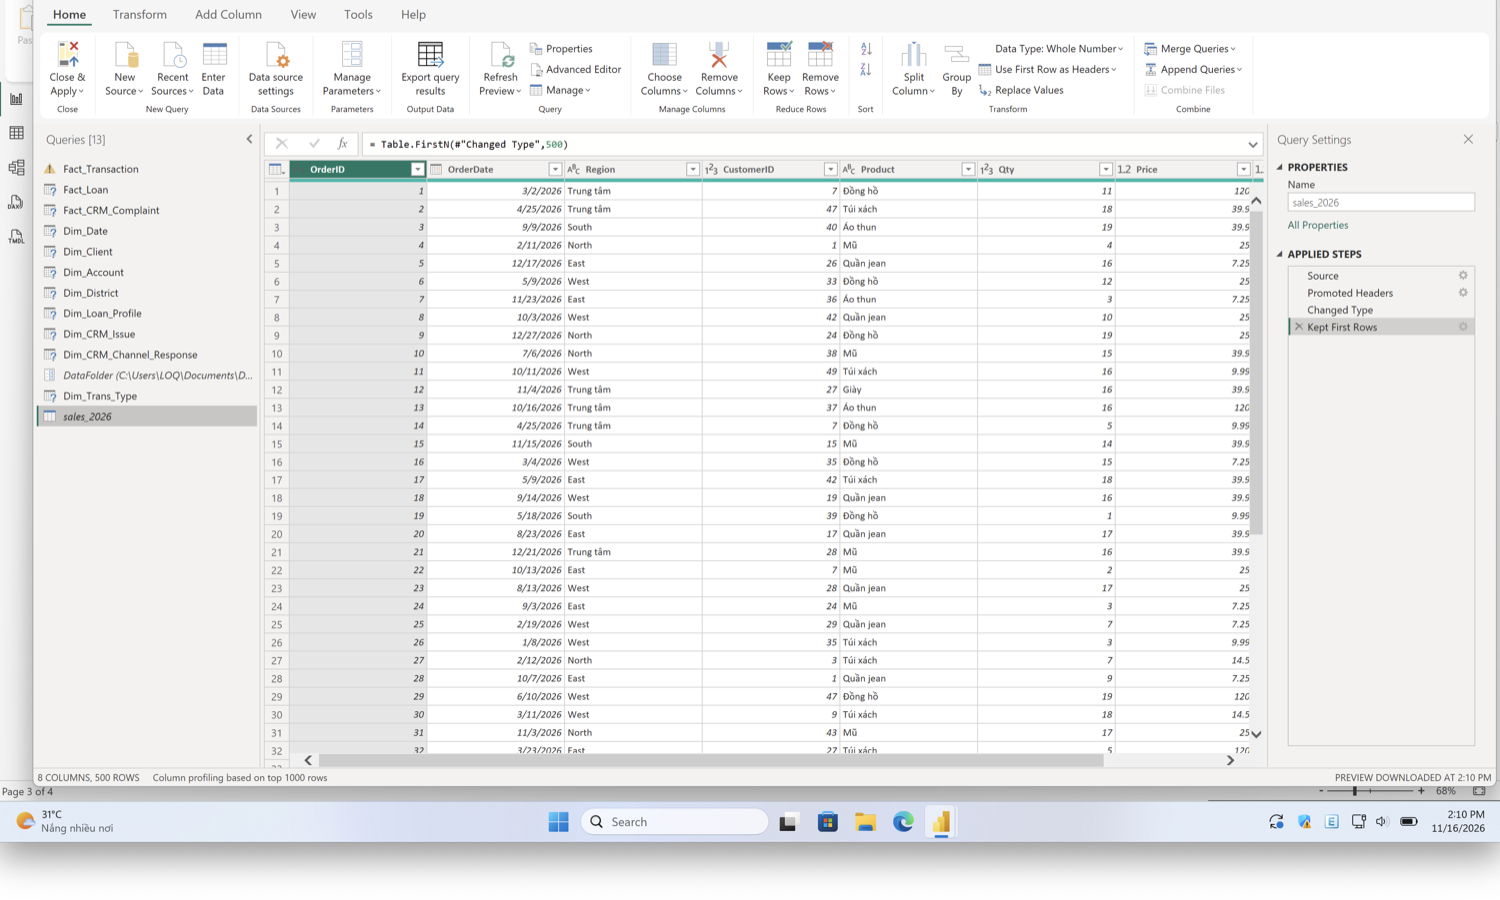 Home Transform Add Column View Tools Help
Close & Apply
New Source
Recent Sources
Enter Data
Data source settings
Manage Parameters
Export query results
Refresh Preview
Properties
Advanced Editor
Manage
Choose Columns
Remove Columns
Keep Rows
Remove Rows
Split Column
Group By
Data Type: Whole Number
Use First Row as Headers
Replace Values
Merge Queries
Append Queries
Combine Files
Close New Query Data Sources Parameters Output Data Query Manage Columns Reduce Rows Sort Transform Combine
TMDL
Queries [13]
Fact_Transaction
Fact_Loan
Fact_CRM_Complaint
Dim_Date
Dim_Client
Dim_Account
Dim_District
Dim_Loan_Profile
Dim_CRM_Issue
Dim_CRM_Channel_Response
DataFolder (C:\Users\LOQ\Documents\D...
Dim_Trans_Type
sales_2026
fx = Table.FirstN(#"Changed Type",500)
OrderID OrderDate Region CustomerID Product Qty 1.2 Price
1 1 3/2/2026 Trung tâm 7 Đồng hồ 11 120
2 2 4/25/2026 Trung tâm 47 Túi xách 18 39.9
3 3 9/9/2026 South 40 Áo thun 19 39.9
4 4 2/11/2026 North 1 Mũ 4 25
5 5 12/17/2026 East 26 Quần jean 16 7.25
6 6 5/9/2026 West 33 Đồng hồ 12 25
7 7 11/23/2026 East 36 Áo thun 3 7.25
8 8 10/3/2026 West 42 Quần jean 10 25
9 9 12/27/2026 North 24 Đồng hồ 19 25
10 10 7/6/2026 North 38 Mũ 15 39.9
11 11 10/11/2026 West 49 Túi xách 16 9.99
12 12 11/4/2026 Trung tâm 27 Giày 16 39.9
13 13 10/16/2026 Trung tâm 37 Áo thun 16 120
14 14 4/25/2026 Trung tâm 7 Đồng hồ 5 9.99
15 15 11/15/2026 South 15 Mũ 14 39.9
16 16 3/4/2026 West 35 Đồng hồ 15 7.25
17 17 5/9/2026 East 42 Túi xách 18 39.9
18 18 9/14/2026 West 19 Quần jean 16 39.9
19 19 5/18/2026 South 39 Đồng hồ 1 9.99
20 20 8/23/2026 East 17 Quần jean 17 39.9
21 21 12/21/2026 Trung tâm 28 Mũ 16 39.9
22 22 10/13/2026 East 7 Mũ 2 25
23 23 8/13/2026 West 28 Quần jean 17 25
24 24 9/3/2026 East 24 Mũ 3 7.25
25 25 2/19/2026 West 29 Quần jean 7 7.25
26 26 1/8/2026 West 35 Túi xách 3 9.99
27 27 2/12/2026 North 3 Túi xách 7 14.5
28 28 10/7/2026 East 1 Quần jean 9 7.25
29 29 6/10/2026 West 47 Đồng hồ 19 120
30 30 3/11/2026 West 9 Túi xách 18 14.5
31 31 11/3/2026 North 43 Mũ 17 25
32 32 3/23/2026 East 27 Túi xách 5 120
Query Settings
PROPERTIES
Name
sales_2026
All Properties
APPLIED STEPS
Source
Promoted Headers
Changed Type
Kept First Rows
8 COLUMNS, 500 ROWS Column profiling based on top 1000 rows PREVIEW DOWNLOADED AT 2:10 PM
Page 3 of 4 - + 68%
31°C
Nắng nhiều nơi
Search
2:10 PM
11/16/2026